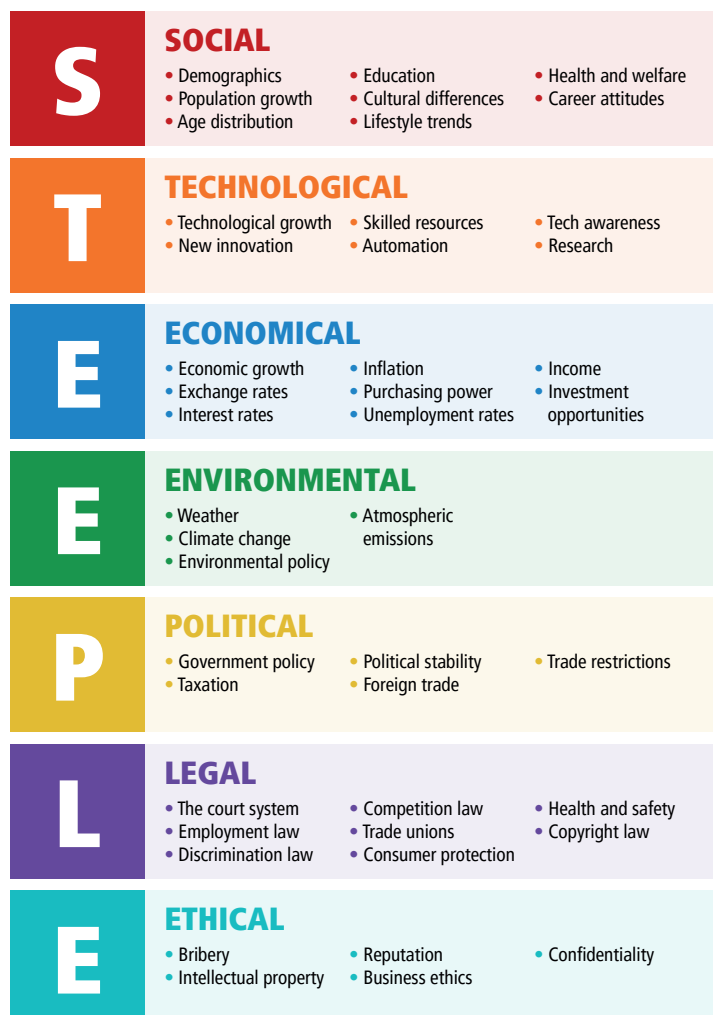 S
SOCIAL
• Demographics
• Population growth
• Age distribution
• Education
• Cultural differences
• Lifestyle trends
• Health and welfare
• Career attitudes
T
TECHNOLOGICAL
• Technological growth
• New innovation
• Skilled resources
• Automation
• Tech awareness
• Research
E
ECONOMICAL
• Economic growth
• Exchange rates
• Interest rates
• Inflation
• Purchasing power
• Unemployment rates
• Income
• Investment
opportunities
E
ENVIRONMENTAL
• Weather
• Climate change
• Environmental policy
• Atmospheric
emissions
P
POLITICAL
• Government policy
• Taxation
• Political stability
• Foreign trade
• Trade restrictions
L
LEGAL
• The court system
• Employment law
• Discrimination law
• Competition law
• Trade unions
• Consumer protection
• Health and safety
• Copyright law
E
ETHICAL
• Bribery
• Intellectual property
• Reputation
• Business ethics
• Confidentiality